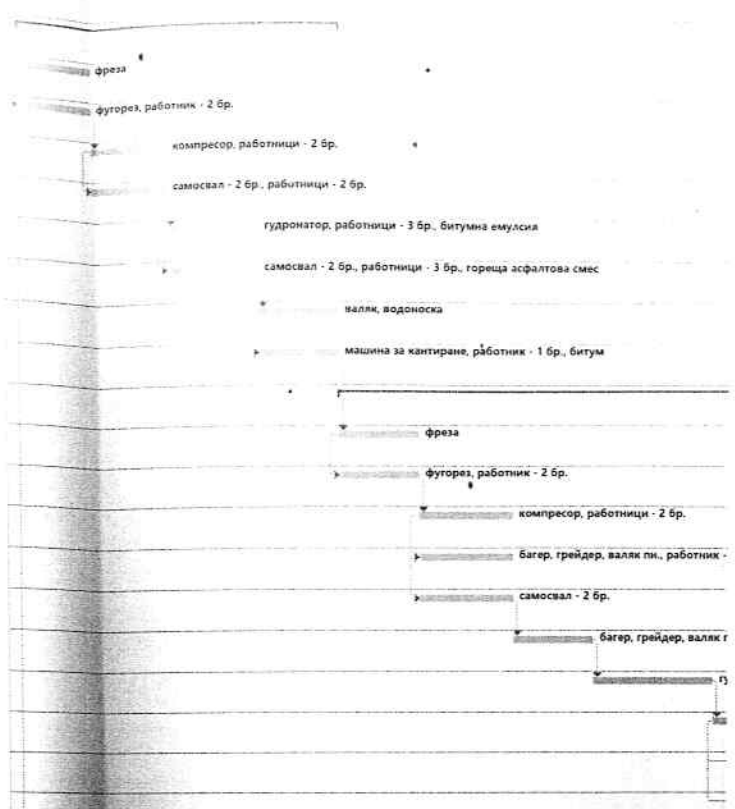 фреза
фугорез, работник - 2 бр.
компресор, работници - 2 бр.
самосвал - 2 бр., работници - 2 бр.
гудронатор, работници - 3 бр., битумна емулсия
самосвал - 2 бр., работници - 3 бр., гореща асфалтова смес
валяк, водоноска
машина за кантиране, работник - 1 бр., битум
фреза
фугорез, работник - 2 бр.
компресор, работници - 2 бр.
багер, грейдер, валяк пн., работник -
самосвал - 2 бр.
багер, грейдер, валяк